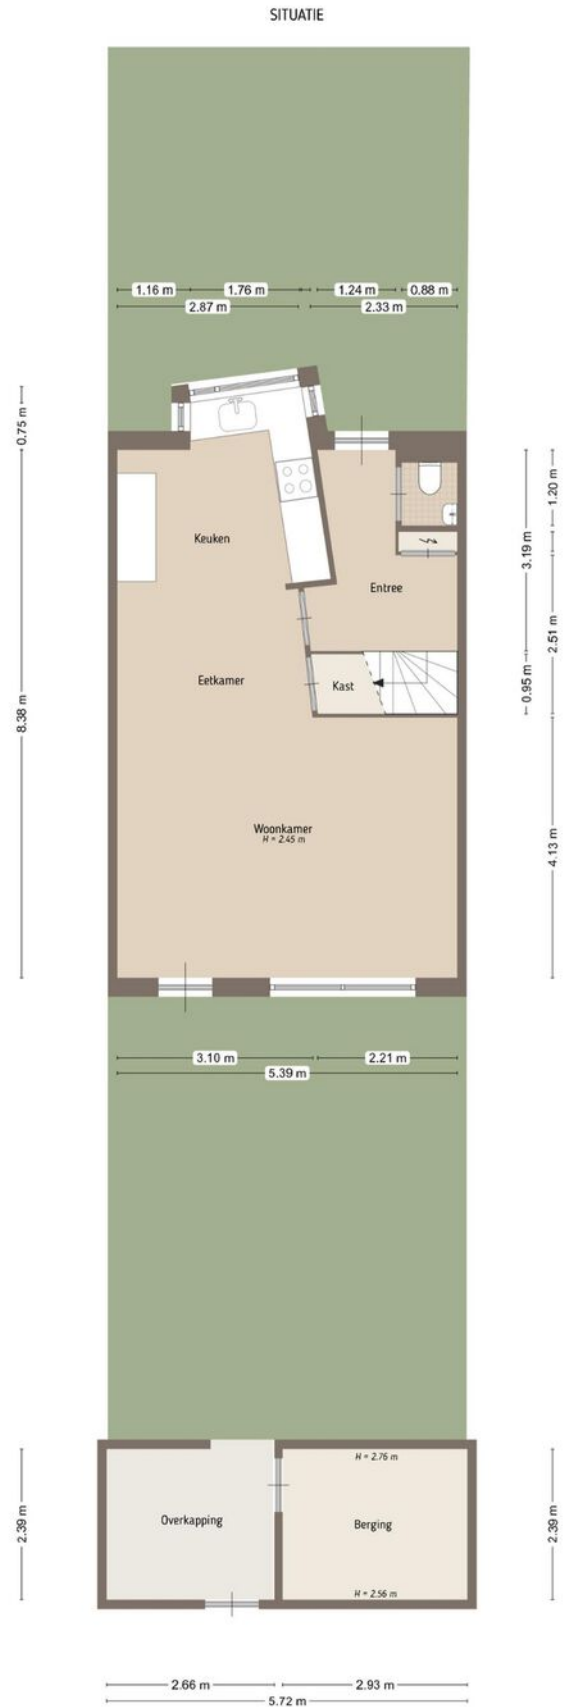 SITUATIE
1.16 m
1.76 m
1.24 m
0.88 m
2.87 m
2.33 m
0.75 m
8.38 m
1.20 m
3.19 m
2.51 m
0.95 m
4.13 m
Keuken
Entree
Eetkamer
Kast
Woonkamer
H = 2.45 m
3.10 m
2.21 m
5.39 m
H = 2.76 m
2.39 m
Overkapping
Berging
2.39 m
H = 2.56 m
2.66 m
2.93 m
5.72 m